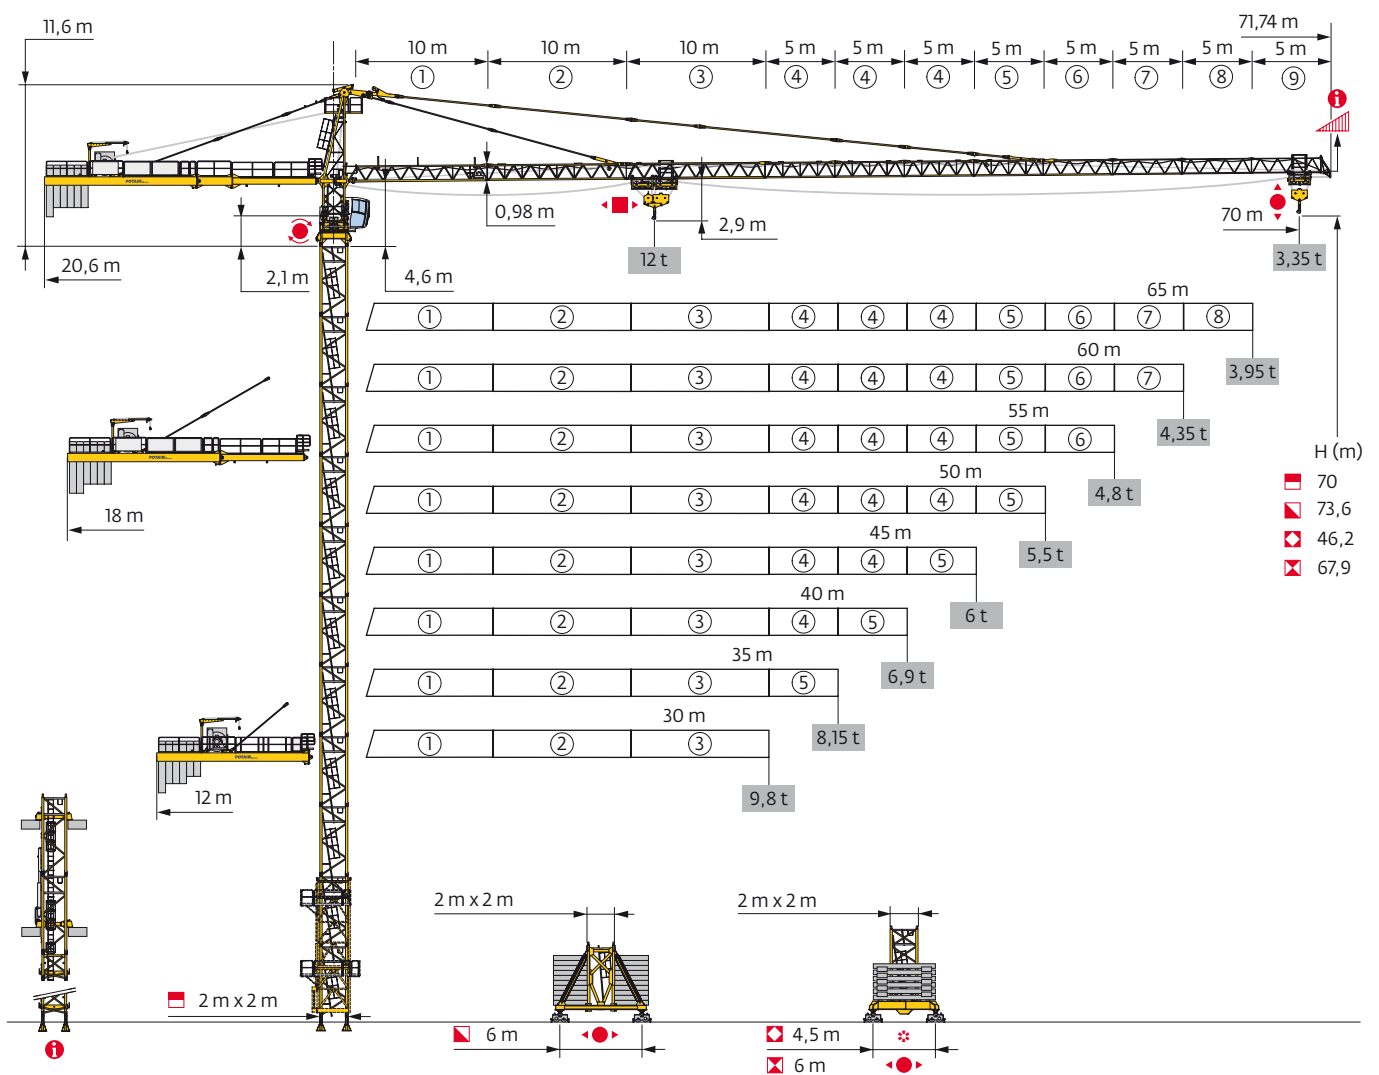 11,6 m
71,74 m
10 m 10 m 10 m 5 m 5 m 5 m 5 m 5 m 5 m 5 m 5 m
1 2 3 4 4 4 5 6 7 8 9
i
POTAIN
0,98 m
2,9 m
70 m
12 t
3,35 t
20,6 m
2,1 m
4,6 m
65 m
1 2 3 4 4 4 5 6 7 8
3,95 t
60 m
1 2 3 4 4 4 5 6 7
4,35 t
55 m
1 2 3 4 4 4 5 6
4,8 t
H (m)
70
73,6
46,2
67,9
POTAIN
18 m
50 m
1 2 3 4 4 4 5
5,5 t
45 m
1 2 3 4 4 5
6 t
40 m
1 2 3 4 5
6,9 t
35 m
1 2 3 5
8,15 t
30 m
1 2 3
9,8 t
POTAIN
12 m
2 m x 2 m
2 m x 2 m
2 m x 2 m
6 m
4,5 m
6 m
i